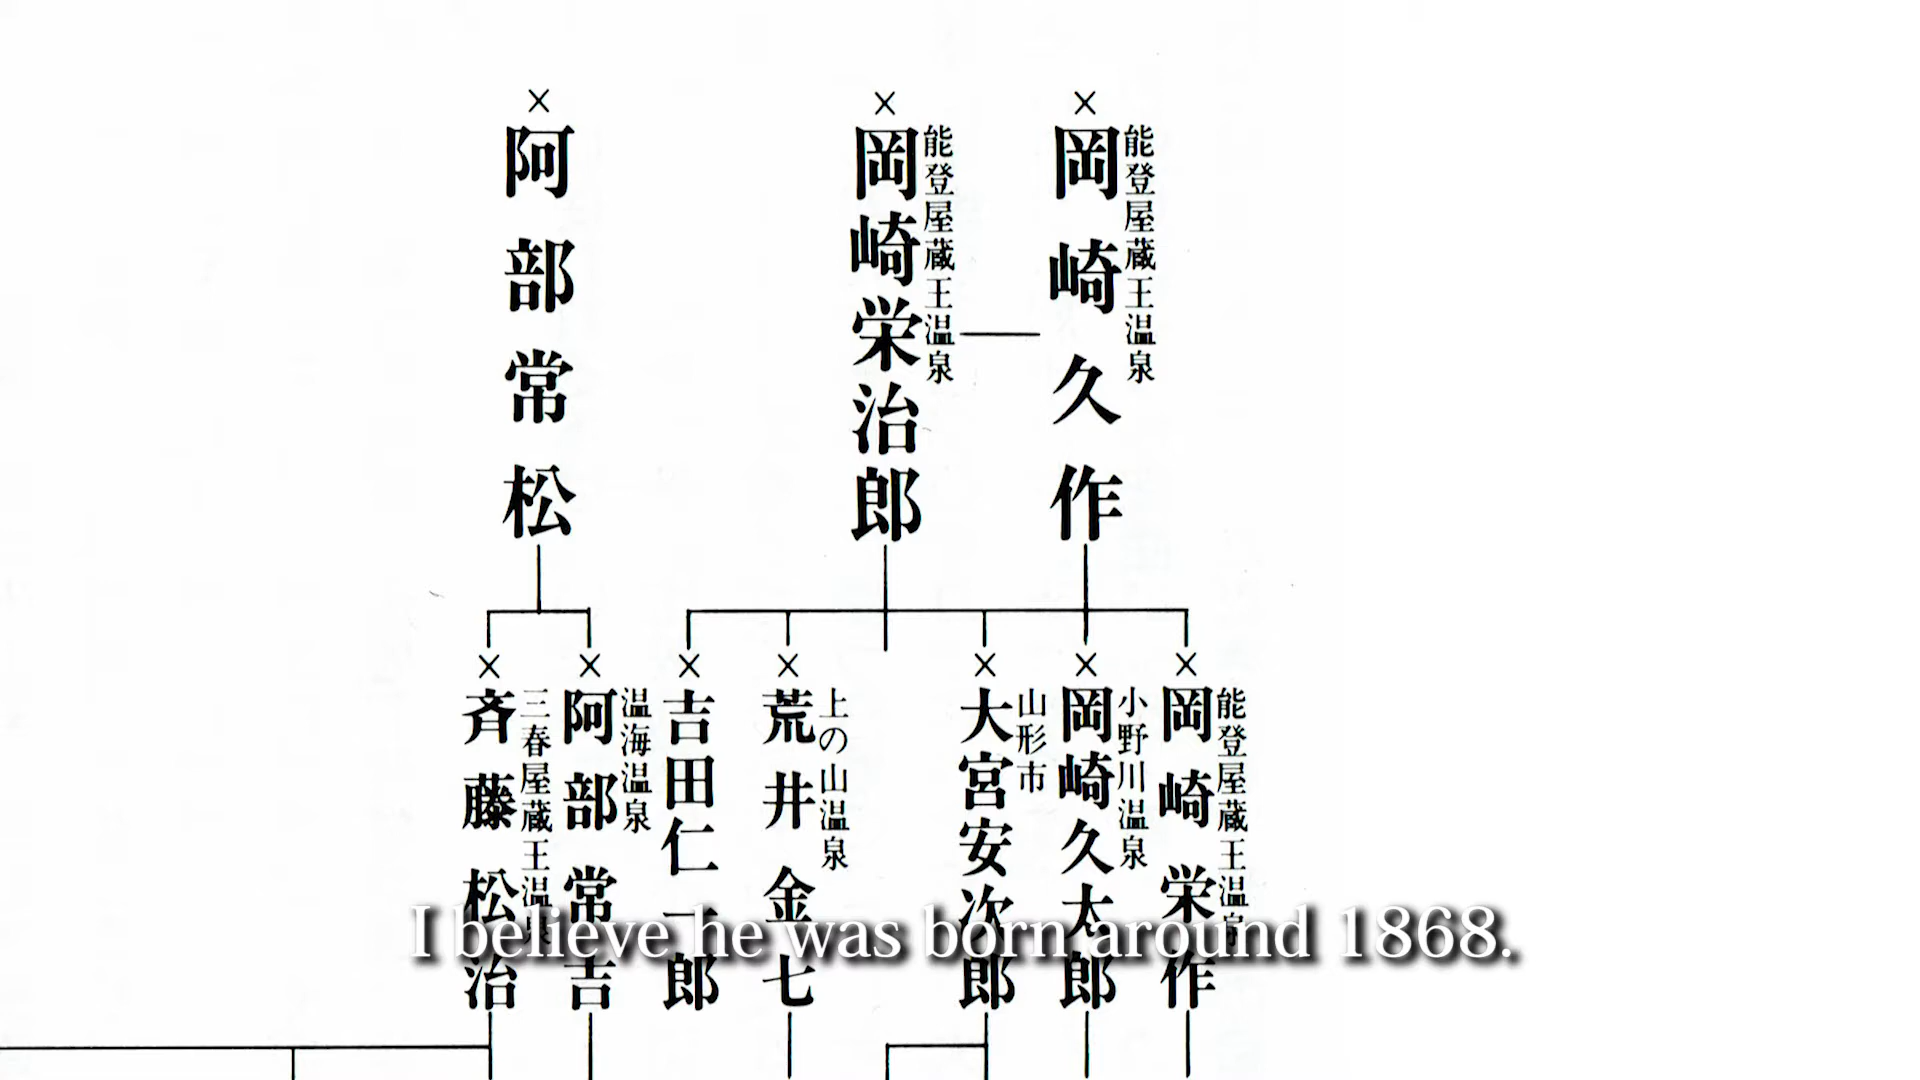 ×
岡崎久作
能登屋蔵王温泉
×
岡崎栄治郎
能登屋蔵王温泉
×
阿部常松
×
岡崎栄作
能登屋蔵王温泉
×
岡崎久太郎
小野川温泉
×
大宮安次郎
山形市
×
荒井金七
上の山温泉
×
吉田仁一郎
×
阿部常吉
温海温泉
×
斉藤松治
三春屋蔵王温泉
I believe he was born around 1868.